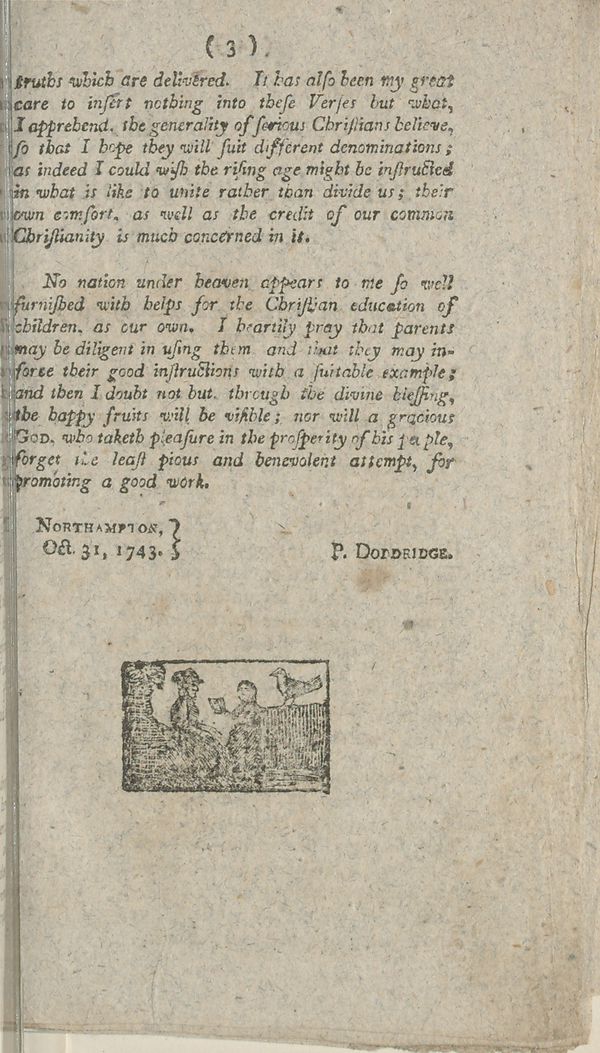 ( 3 )
truths which are delivered. It has alſo been my great
care to inſert nothing into theſe Verſes but what,
I apprehend, the generality of ſerious Chriſtians believe,
ſo that I hope they will ſuit different denominations;
as indeed I could wiſh the riſing age might be inſtructed
in what is like to unite rather than divide us; their
own comfort, as well as the credit of our common
Chriſtianity is much concerned in it.
No nation under heaven appears to me ſo well
furniſhed with helps for the Chriſtian education of
children, as our own. I heartily pray that parents
may be diligent in uſing them and that they may in-
force their good inſtructions with a ſuitable example;
and then I doubt not but, through the divine bleſſing,
the happy fruits will be viſible; nor will a gracious
GOD, who taketh pleaſure in the proſperity of his people,
forget the leaſt pious and benevolent attempt, for
promoting a good work.
NORTHAMPTON,
Oct. 31, 1743. }
P. DODDRIDGE.